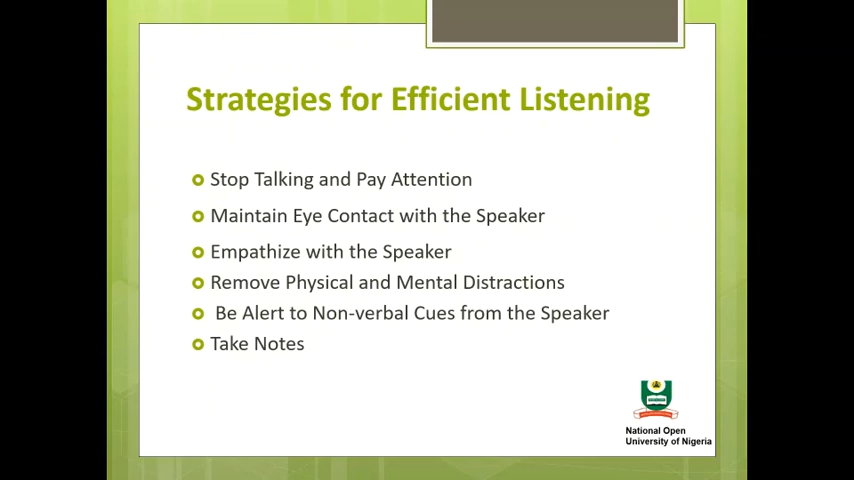 Strategies for Efficient Listening
Stop Talking and Pay Attention
Maintain Eye Contact with the Speaker
Empathize with the Speaker
Remove Physical and Mental Distractions
Be Alert to Non-verbal Cues from the Speaker
Take Notes
National Open
University of Nigeria